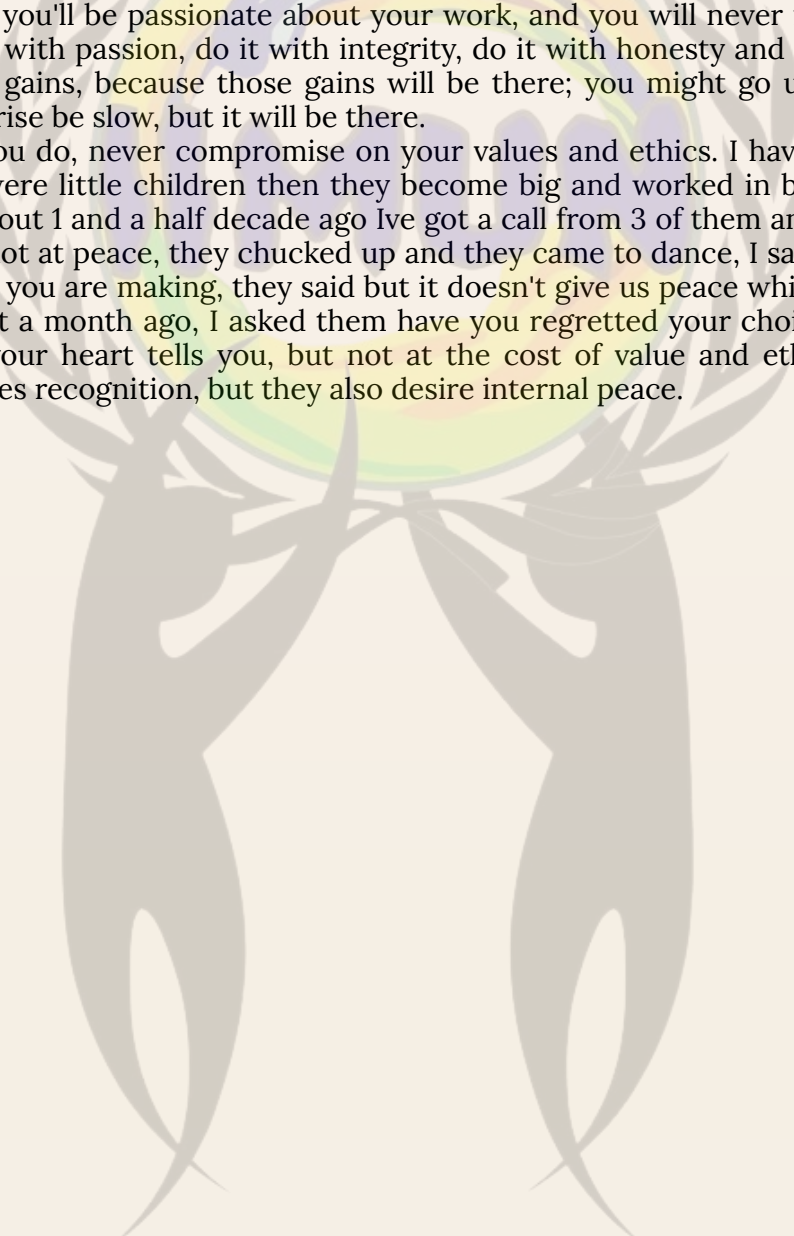 you'll be passionate about your work, and you will never
with passion, do it with integrity, do it with honesty and
gains, because those gains will be there; you might go u
rise be slow, but it will be there.
ou do, never compromise on your values and ethics. I hav
vere little children then they become big and worked in b
out 1 and a half decade ago Ive got a call from 3 of them an
ot at peace, they chucked up and they came to dance, I sa
you are making, they said but it doesn't give us peace whi
t a month ago, I asked them have you regretted your choi
your heart tells you, but not at the cost of value and eth
es recognition, but they also desire internal peace.